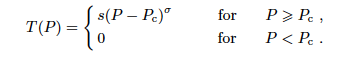 T(P) = { s(P − P_c)^σ for P ⩾ P_c ,
0 for P < P_c .